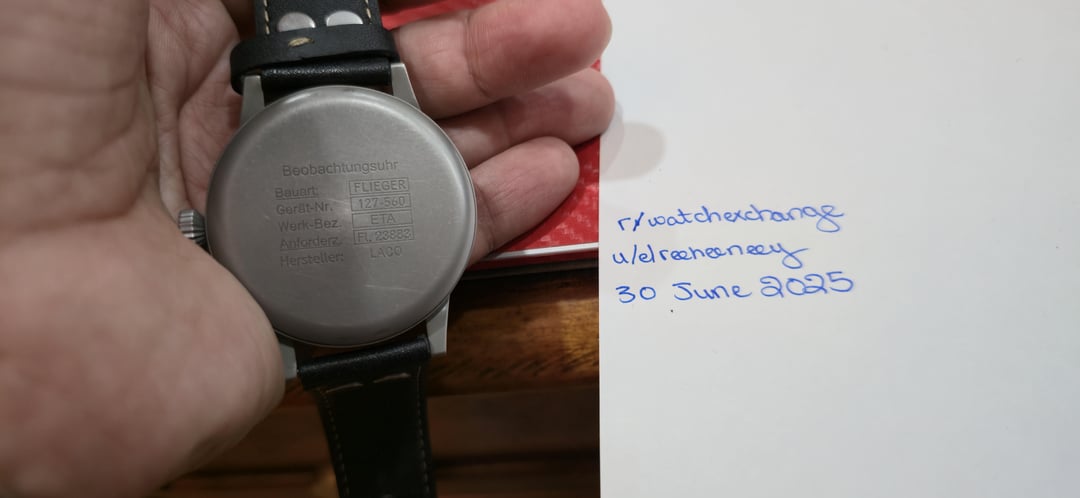 Beobachtungsuhr
Bauart: FLIEGER
Gerät-Nr. 127-560
Werk-Bez. ETA
Anforderz. Fl. 23883
Hersteller: LACO
r/watchexchange
u/elreeheeneey
30 June 2025